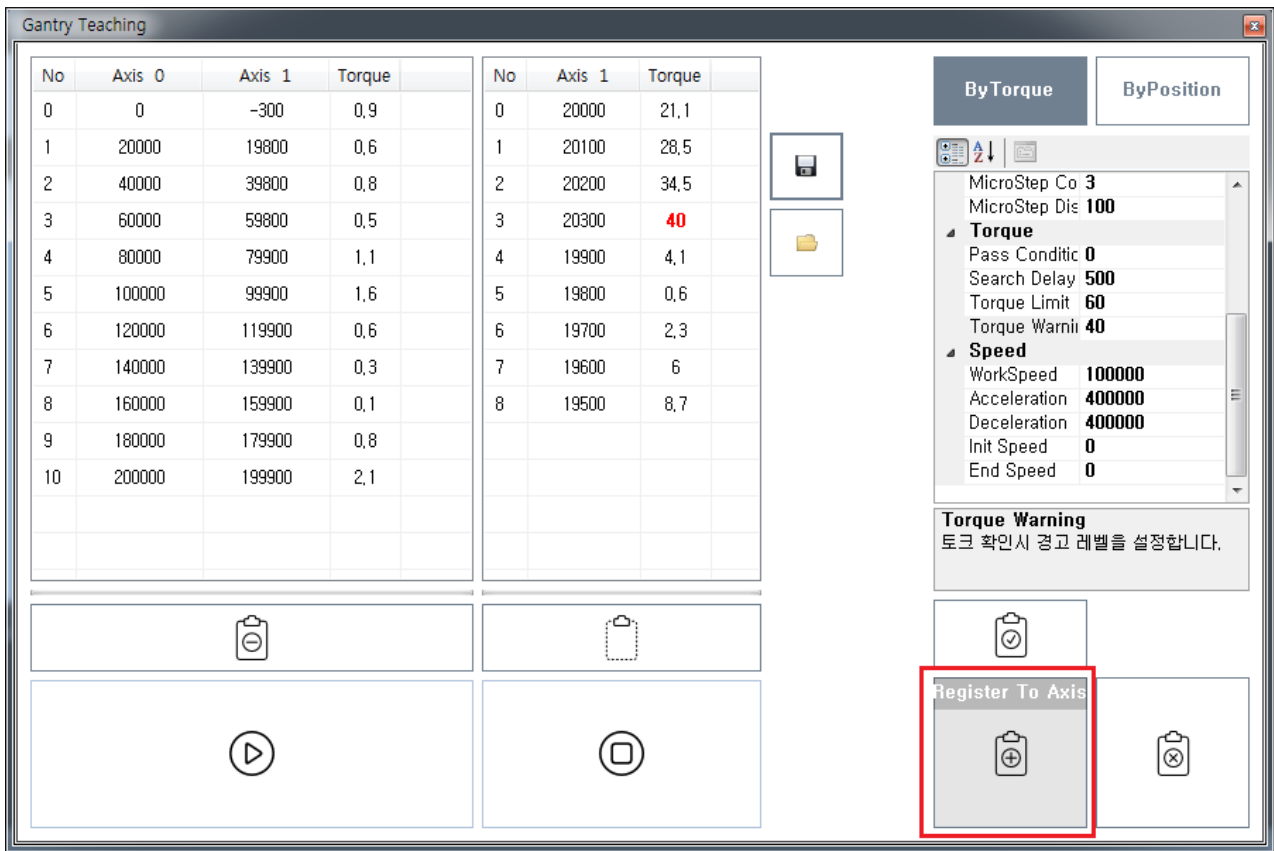 Gantry Teaching
No Axis 0 Axis 1 Torque
0 0 -300 0,9
1 20000 19800 0,6
2 40000 39800 0,8
3 60000 59800 0,5
4 80000 79900 1,1
5 100000 99900 1,6
6 120000 119900 0,6
7 140000 139900 0,3
8 160000 159900 0,1
9 180000 179900 0,8
10 200000 199900 2,1
No Axis 1 Torque
0 20000 21,1
1 20100 28,5
2 20200 34,5
3 20300 40
4 19900 4,1
5 19800 0,6
6 19700 2,3
7 19600 6
8 19500 8,7
ByTorque ByPosition
MicroStep Co 3
MicroStep Dis 100
Torque
Pass Conditic 0
Search Delay 500
Torque Limit 60
Torque Warnii 40
Speed
WorkSpeed 100000
Acceleration 400000
Deceleration 400000
Init Speed 0
End Speed 0
Torque Warning
토크 확인시 경고 레벨을 설정합니다,
Register To Axis